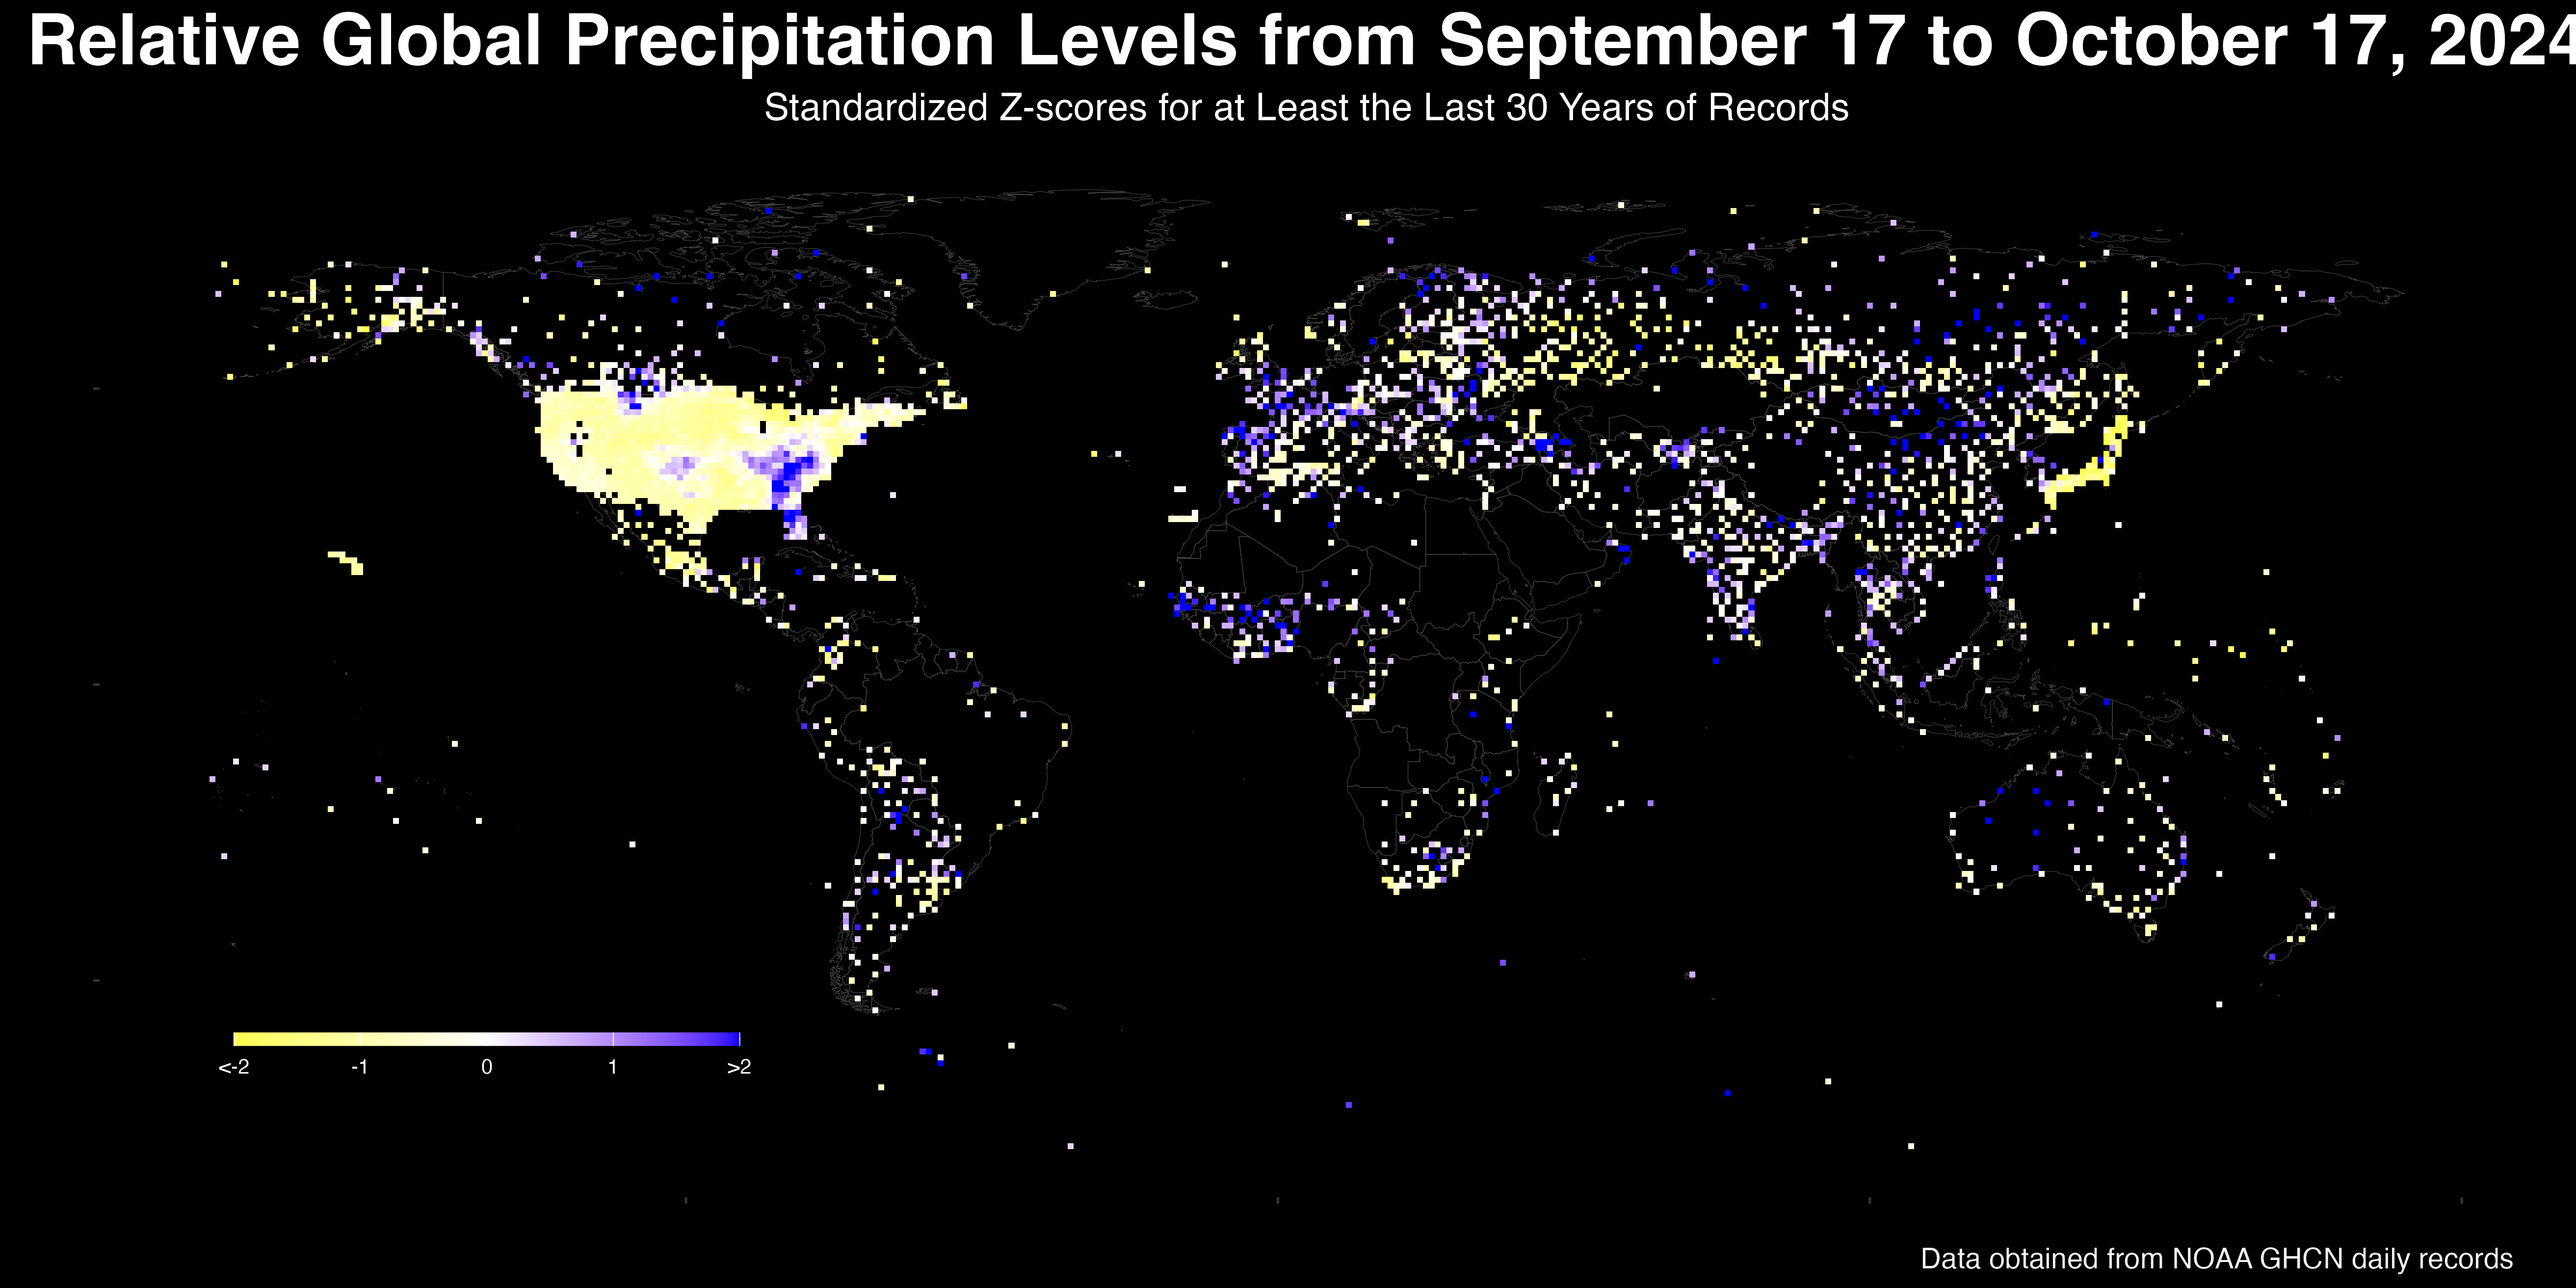 Relative Global Precipitation Levels from September 17 to October 17, 2024
Standardized Z-scores for at Least the Last 30 Years of Records
<-2 -1 0 1 >2
Data obtained from NOAA GHCN daily records